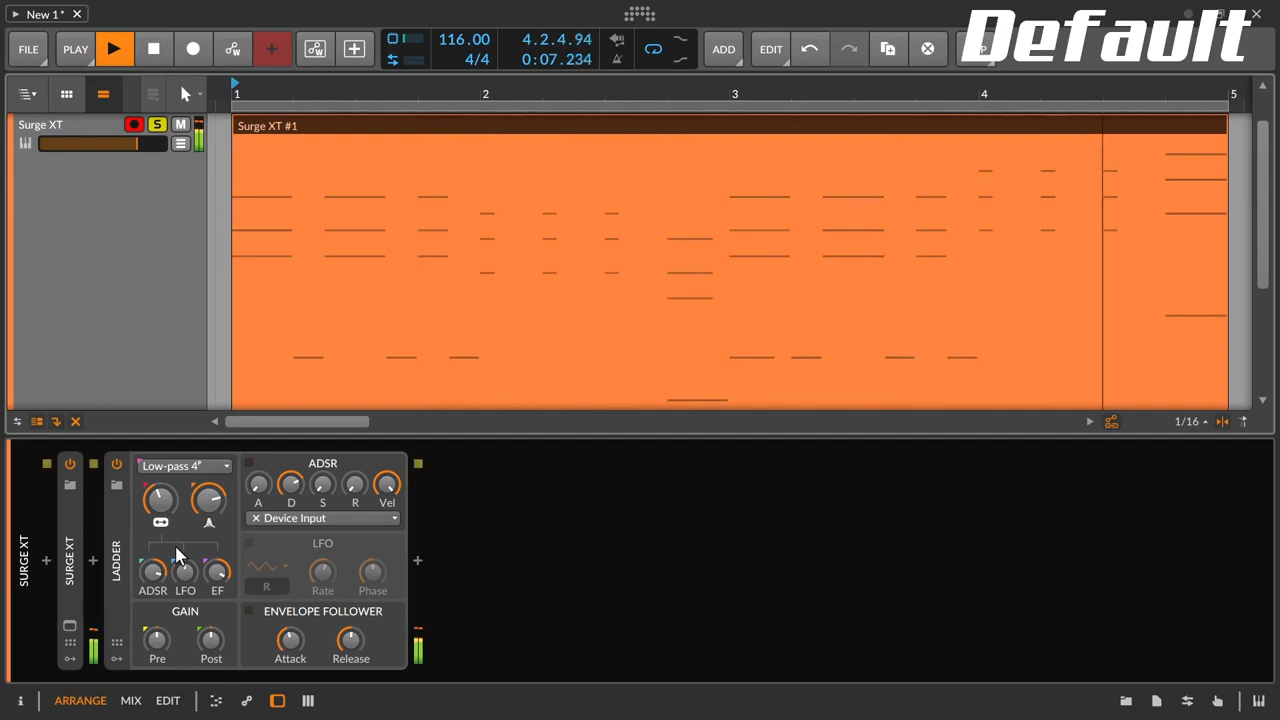 New 1*
Default
FILE
PLAY
116.00
4/4
4.2.4.94
0:07.234
ADD
EDIT
1
2
3
4
5
Surge XT
S
M
Surge XT #1
1/16
SURGE XT
SURGE XT
LADDER
Low-pass 4ᴾ
ADSR
LFO
EF
GAIN
Pre
Post
ADSR
A
D
S
R
Vel
Device Input
LFO
R
Rate
Phase
ENVELOPE FOLLOWER
Attack
Release
ARRANGE
MIX
EDIT